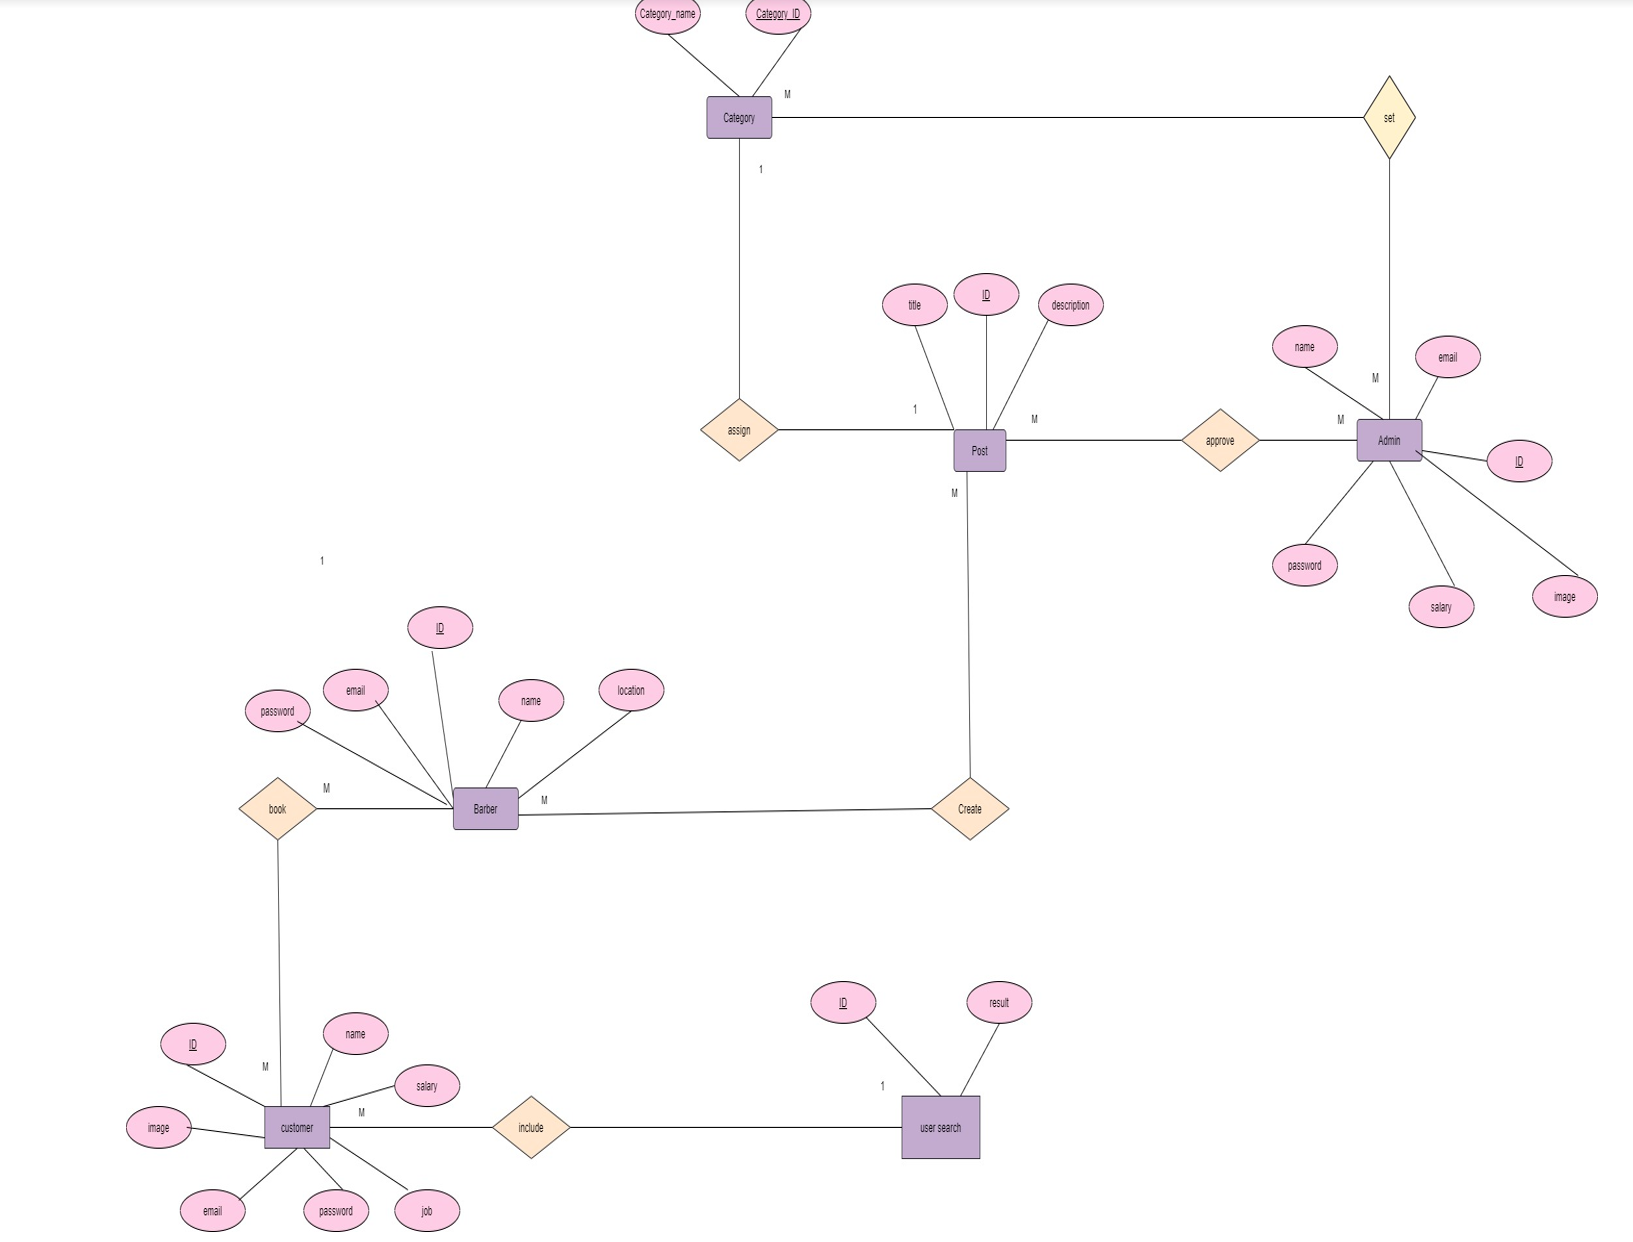 Category_name
Category_ID
M
Category
set
1
title
ID
description
name
email
M
1
M
M
assign
approve
Admin
Post
ID
M
1
password
salary
image
ID
email
name
location
password
M
M
book
Barber
Create
ID
result
name
ID
M
salary
1
M
image
customer
include
user search
email
password
job